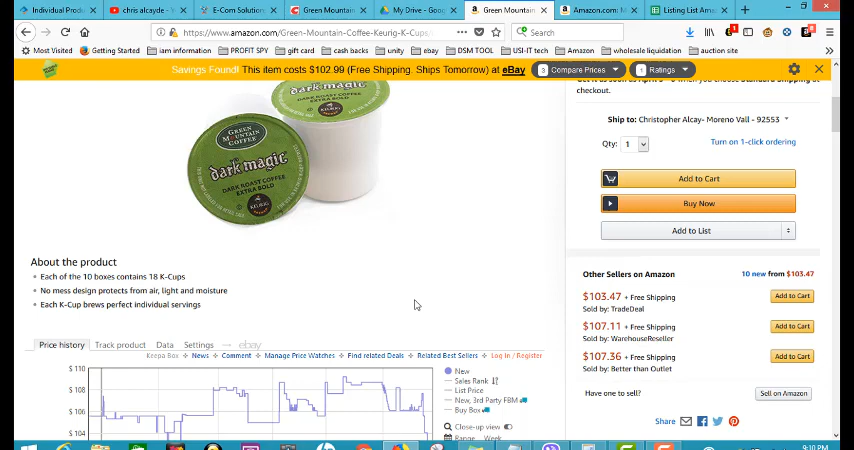 Individual Produ
chris alcayde - W
E-Com Solution
Green Mountain
My Drive - Goog
Green Mountain
Amazon.com: M
Listing List Ama
https://www.amazon.com/Green-Mountain-Coffee-Keurig-K-Cups,
Search
Most Visited
Getting Started
iam information
PROFIT SPY
gift card
cash backs
unity
ebay
DSM TOOL
USI-IT tech
Amazon
wholesale liquidation
auction site
Savings Found! This item costs $102.99 (Free Shipping. Ships Tomorrow) at eBay
3 Compare Prices
1 Ratings
checkout.
Ship to: Christopher Alcay- Moreno Vall - 92553
Qty: 1
Turn on 1-click ordering
Add to Cart
Buy Now
Add to List
dark magic
EXTRA BOLD
KEURIG
GREEN MOUNTAIN COFFEE
dark magic
DARK ROAST COFFEE
EXTRA BOLD
KEURIG
About the product
Each of the 10 boxes contains 18 K-Cups
No mess design protects from air, light and moisture
Each K-Cup brews perfect individual servings
Other Sellers on Amazon
10 new from $103.47
$103.47 + Free Shipping
Add to Cart
Sold by: TradeDeal
$107.11 + Free Shipping
Add to Cart
Sold by: WarehouseReseller
$107.36 + Free Shipping
Add to Cart
Sold by: Better than Outlet
Have one to sell?
Sell on Amazon
Share
Price history
Track product
Data
Settings
ebay
Keepa Box
News
Comment
Manage Price Watches
Find related Deals
Related Best Sellers
Log In / Register
$ 110
$ 108
$ 106
$ 104
New
Sales Rank
List Price
New, 3rd Party FBM
Buy Box
Close-up view
Range
Week
9:10 PM